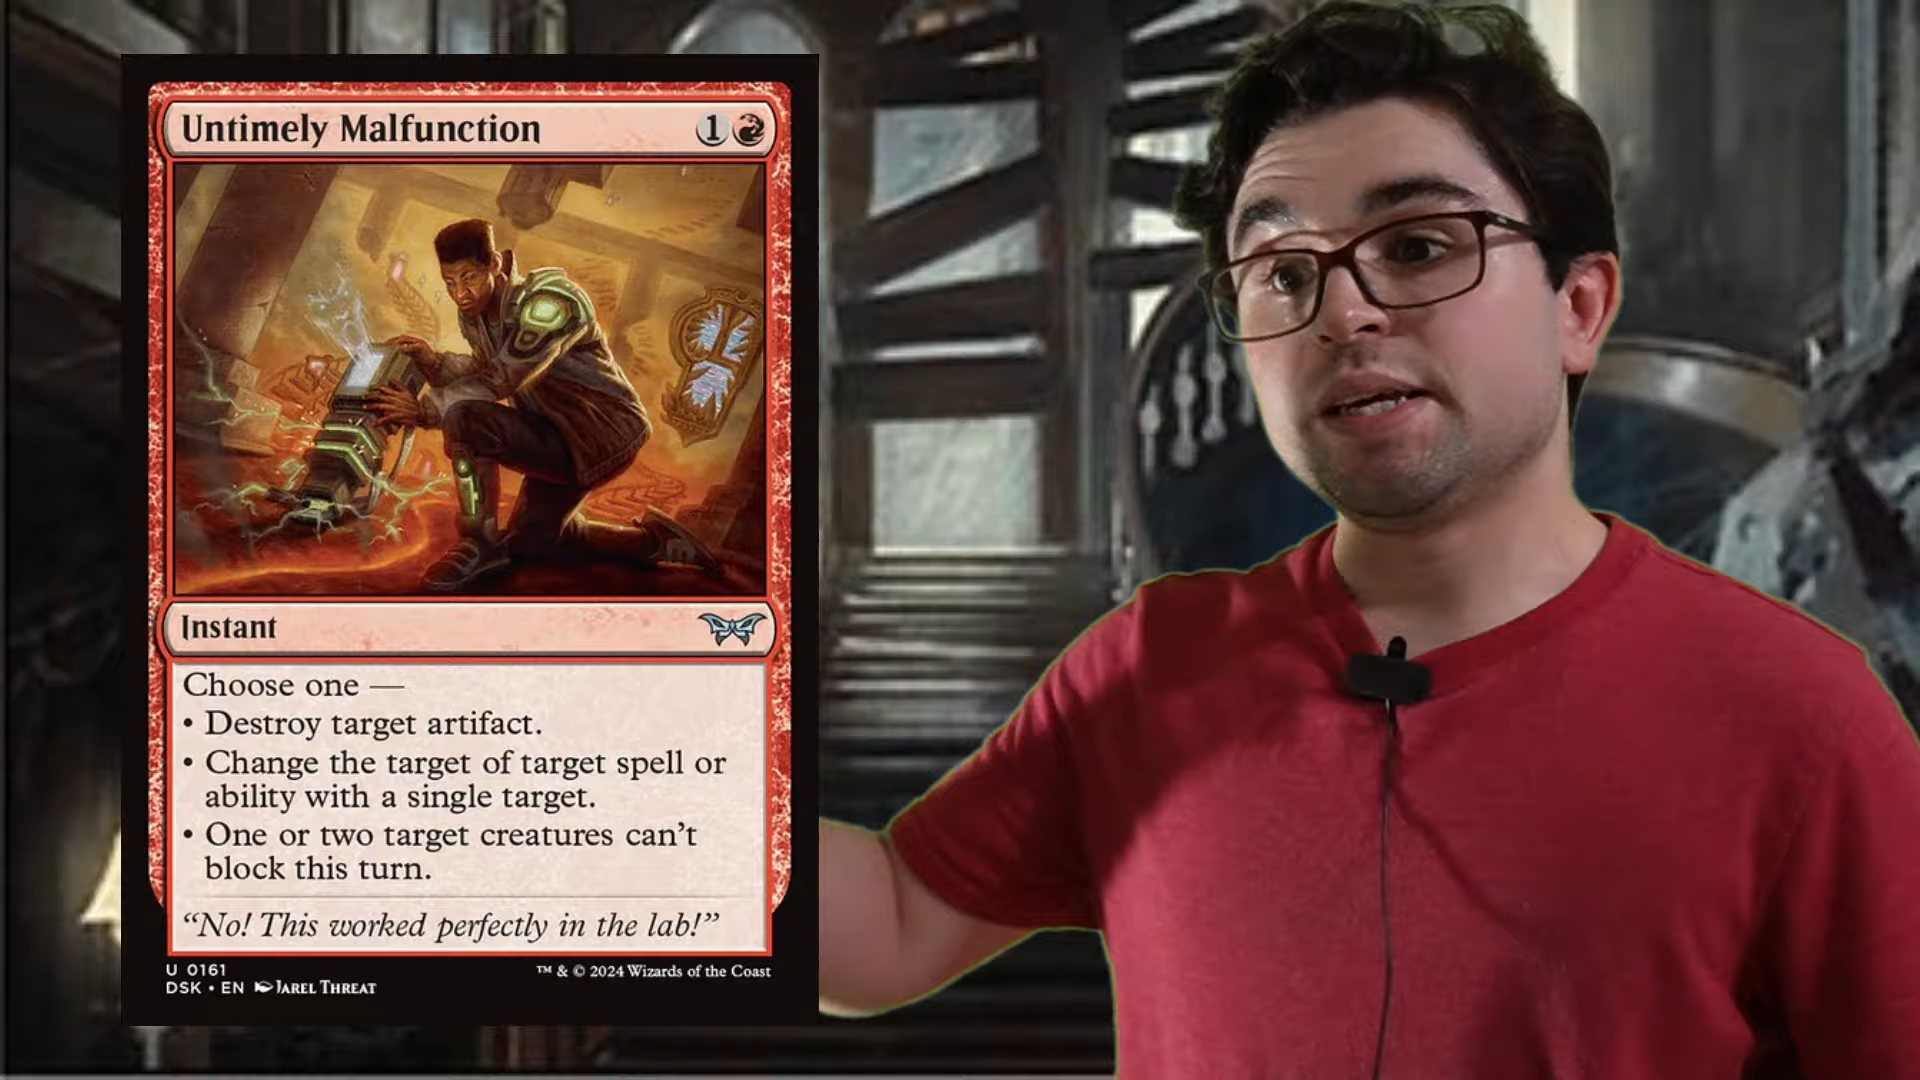 Untimely Malfunction 1
Instant
Choose one —
• Destroy target artifact.
• Change the target of target spell or
ability with a single target.
• One or two target creatures can't
block this turn.
“No! This worked perfectly in the lab!”
U 0161
DSK • EN JAREL THREAT
™ & © 2024 Wizards of the Coast